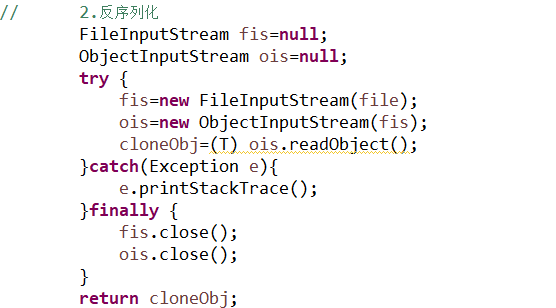 //      2.反序列化
        FileInputStream fis=null;
        ObjectInputStream ois=null;
        try {
            fis=new FileInputStream(file);
            ois=new ObjectInputStream(fis);
            cloneObj=(T) ois.readObject();
        }catch(Exception e){
            e.printStackTrace();
        }finally {
            fis.close();
            ois.close();
        }
        return cloneObj;